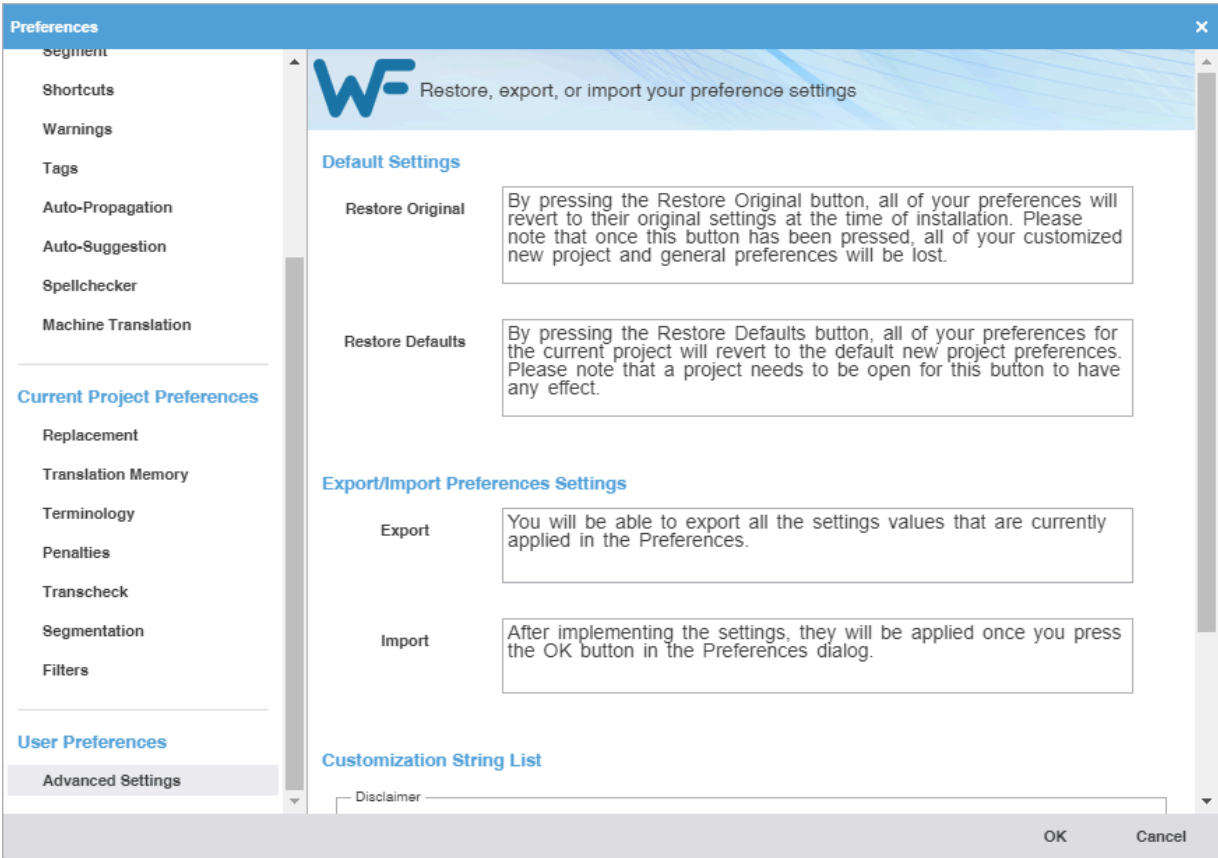 Preferences
Segment
Shortcuts
Warnings
Tags
Auto-Propagation
Auto-Suggestion
Spellchecker
Machine Translation
Current Project Preferences
Replacement
Translation Memory
Terminology
Penalties
Transcheck
Segmentation
Filters
User Preferences
Advanced Settings
WF
Restore, export, or import your preference settings
Default Settings
Restore Original
By pressing the Restore Original button, all of your preferences will
revert to their original settings at the time of installation. Please
note that once this button has been pressed, all of your customized
new project and general preferences will be lost.
Restore Defaults
By pressing the Restore Defaults button, all of your preferences for
the current project will revert to the default new project preferences.
Please note that a project needs to be open for this button to have
any effect.
Export/Import Preferences Settings
Export
You will be able to export all the settings values that are currently
applied in the Preferences.
Import
After implementing the settings, they will be applied once you press
the OK button in the Preferences dialog.
Customization String List
Disclaimer
OK
Cancel